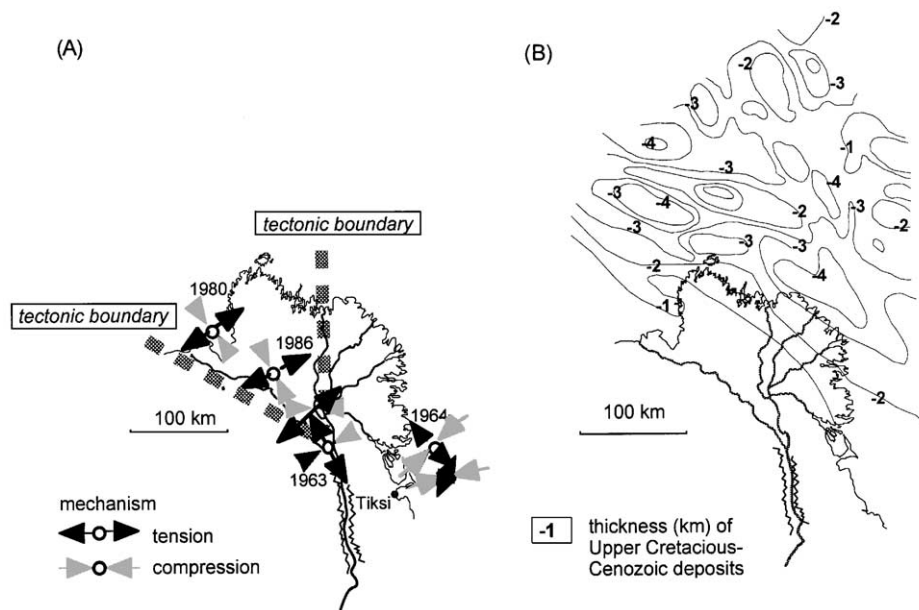 (A)
tectonic boundary
1980
tectonic boundary
1986
100 km
1964
1963
Tiksi
mechanism
tension
compression
(B)
-2
-2
-3
-3
-4
-1
-3
-4
-3
-4
-2
-3
-2
-3
-3
-3
-2
-4
-1
-2
100 km
-1
thickness (km) of
Upper Cretacious-
Cenozoic deposits